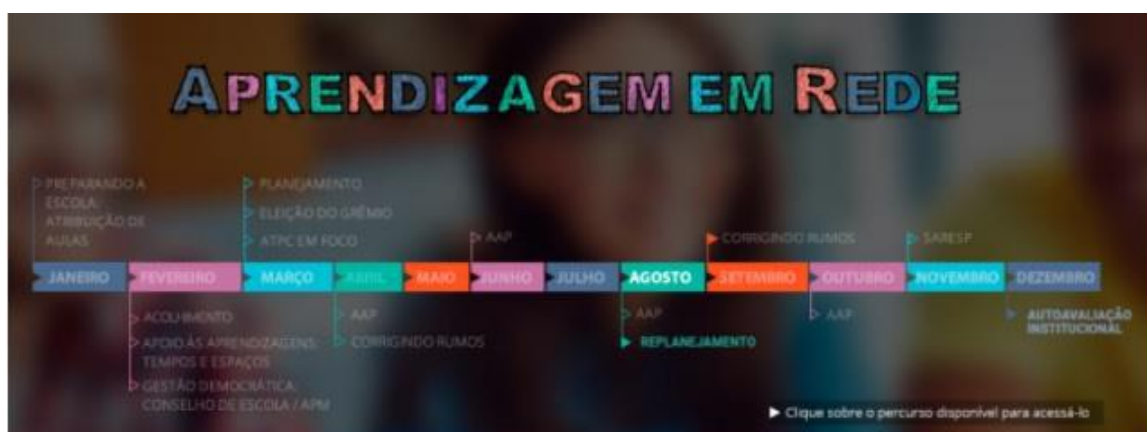 APRENDIZAGEM EM REDE
PREPARANDO A
ESCOLA:
ATRIBUIÇÃO DE
AULAS
PLANEJAMENTO
ELEIÇÃO DO GRÊMIO
ATPC EM FOCO
AAP
CORRIGINDO RUMOS
SARESP
JANEIRO FEVEREIRO MARÇO ABRIL MAIO JUNHO JULHO AGOSTO SETEMBRO OUTUBRO NOVEMBRO DEZEMBRO
ACOLHIMENTO
APOIO ÀS APRENDIZAGENS:
TEMPOS E ESPAÇOS
GESTÃO DEMOCRÁTICA:
CONSELHO DE ESCOLA / APM
AAP
CORRIGINDO RUMOS
AAP
REPLANEJAMENTO
AAP
AUTOAVALIAÇÃO
INSTITUCIONAL
Clique sobre o percurso disponível para acessá-lo